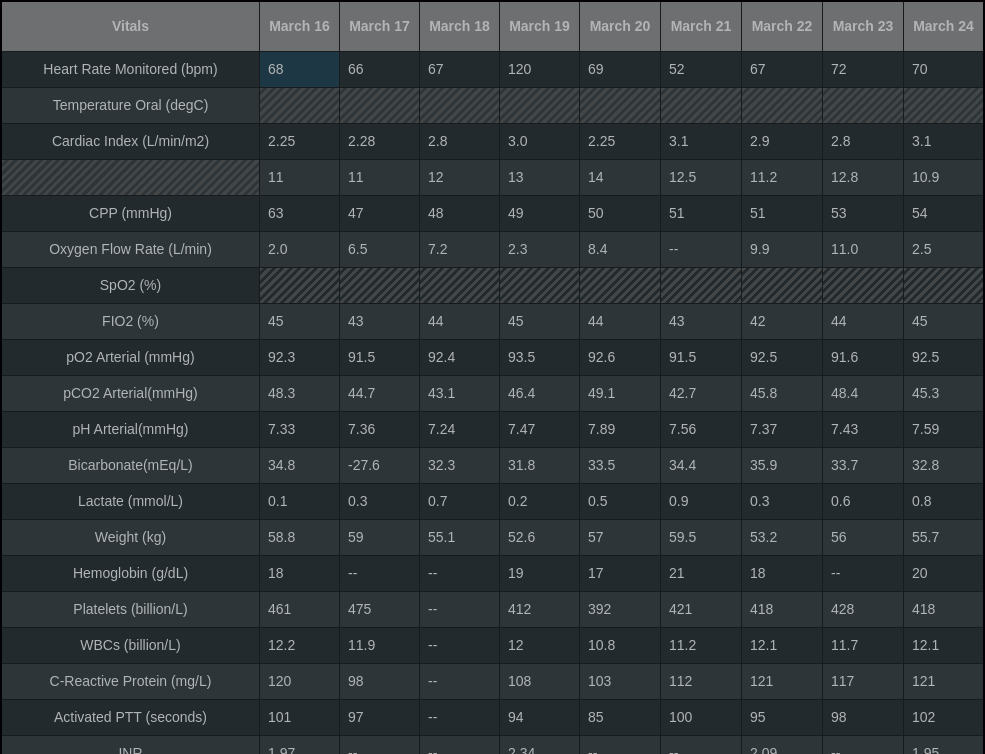 Vitals March 16 March 17 March 18 March 19 March 20 March 21 March 22 March 23 March 24
Heart Rate Monitored (bpm) 68 66 67 120 69 52 67 72 70
Temperature Oral (degC)
Cardiac Index (L/min/m2) 2.25 2.28 2.8 3.0 2.25 3.1 2.9 2.8 3.1
11 11 12 13 14 12.5 11.2 12.8 10.9
CPP (mmHg) 63 47 48 49 50 51 51 53 54
Oxygen Flow Rate (L/min) 2.0 6.5 7.2 2.3 8.4 -- 9.9 11.0 2.5
SpO2 (%)
FIO2 (%) 45 43 44 45 44 43 42 44 45
pO2 Arterial (mmHg) 92.3 91.5 92.4 93.5 92.6 91.5 92.5 91.6 92.5
pCO2 Arterial(mmHg) 48.3 44.7 43.1 46.4 49.1 42.7 45.8 48.4 45.3
pH Arterial(mmHg) 7.33 7.36 7.24 7.47 7.89 7.56 7.37 7.43 7.59
Bicarbonate(mEq/L) 34.8 -27.6 32.3 31.8 33.5 34.4 35.9 33.7 32.8
Lactate (mmol/L) 0.1 0.3 0.7 0.2 0.5 0.9 0.3 0.6 0.8
Weight (kg) 58.8 59 55.1 52.6 57 59.5 53.2 56 55.7
Hemoglobin (g/dL) 18 -- -- 19 17 21 18 -- 20
Platelets (billion/L) 461 475 -- 412 392 421 418 428 418
WBCs (billion/L) 12.2 11.9 -- 12 10.8 11.2 12.1 11.7 12.1
C-Reactive Protein (mg/L) 120 98 -- 108 103 112 121 117 121
Activated PTT (seconds) 101 97 -- 94 85 100 95 98 102
INR 1.97 -- -- 2.34 -- -- 2.09 -- 1.95